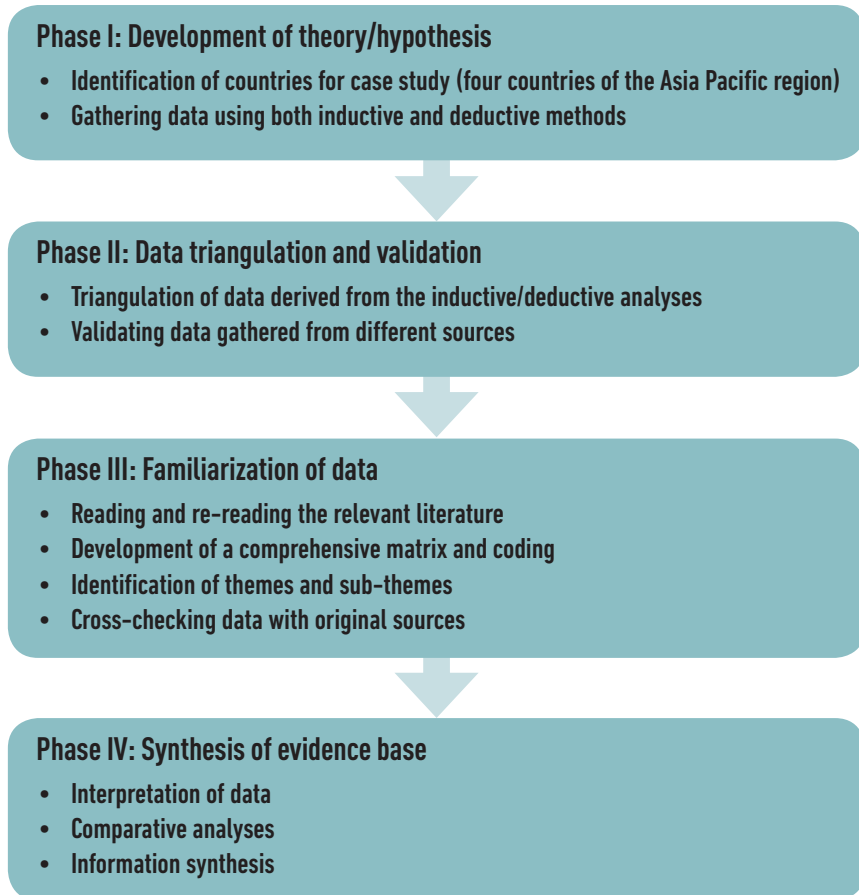 Phase I: Development of theory/hypothesis
• Identification of countries for case study (four countries of the Asia Pacific region)
• Gathering data using both inductive and deductive methods
Phase II: Data triangulation and validation
• Triangulation of data derived from the inductive/deductive analyses
• Validating data gathered from different sources
Phase III: Familiarization of data
• Reading and re-reading the relevant literature
• Development of a comprehensive matrix and coding
• Identification of themes and sub-themes
• Cross-checking data with original sources
Phase IV: Synthesis of evidence base
• Interpretation of data
• Comparative analyses
• Information synthesis